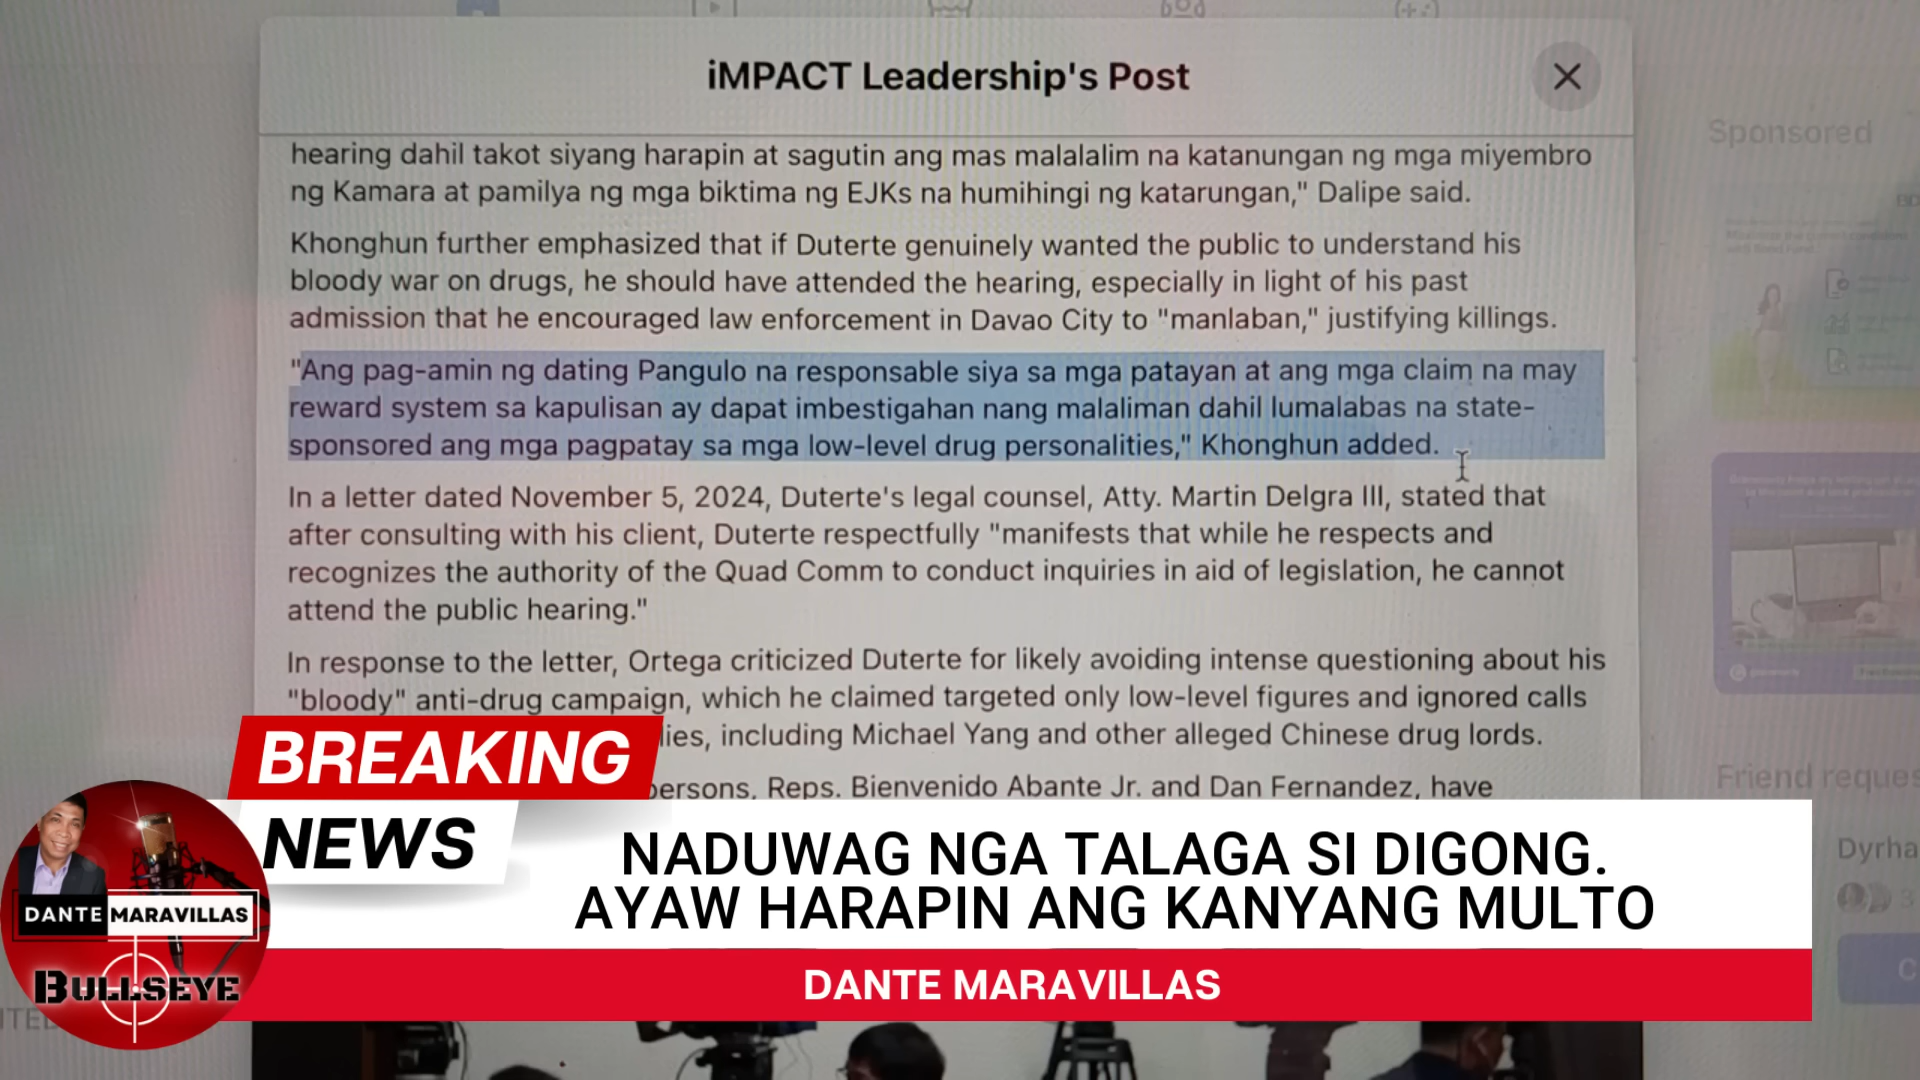 iMPACT Leadership's Post
Sponsored
hearing dahil takot siyang harapin at sagutin ang mas malalalim na katanungan ng mga miyembro
ng Kamara at pamilya ng mga biktima ng EJKs na humihingi ng katarungan," Dalipe said.
Khonghun further emphasized that if Duterte genuinely wanted the public to understand his
bloody war on drugs, he should have attended the hearing, especially in light of his past
admission that he encouraged law enforcement in Davao City to "manlaban," justifying killings.
"Ang pag-amin ng dating Pangulo na responsable siya sa mga patayan at ang mga claim na may
reward system sa kapulisan ay dapat imbestigahan nang malaliman dahil lumalabas na state-
sponsored ang mga pagpatay sa mga low-level drug personalities," Khonghun added.
In a letter dated November 5, 2024, Duterte's legal counsel, Atty. Martin Delgra III, stated that
after consulting with his client, Duterte respectfully "manifests that while he respects and
recognizes the authority of the Quad Comm to conduct inquiries in aid of legislation, he cannot
attend the public hearing."
In response to the letter, Ortega criticized Duterte for likely avoiding intense questioning about his
"bloody" anti-drug campaign, which he claimed targeted only low-level figures and ignored calls
including Michael Yang and other alleged Chinese drug lords.
Reps. Bienvenido Abante Jr. and Dan Fernandez, have
Friend
BREAKING
NEWS
NADUWAG NGA TALAGA SI DIGONG.
AYAW HARAPIN ANG KANYANG MULTO
DANTE MARAVILLAS
DANTE MARAVILLAS
BULLSEYE